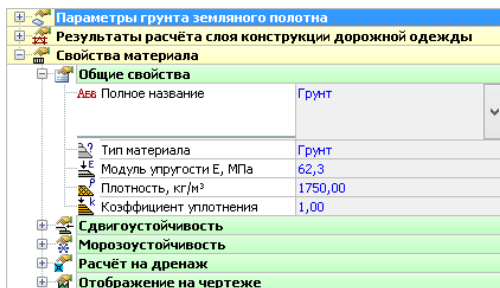 Параметры грунта земляного полотна
Результаты расчёта слоя конструкции дорожной одежды
Свойства материала
Общие свойства
Абв Полное название Грунт
Тип материала Грунт
Модуль упругости E, МПа 62,3
Плотность, кг/м³ 1750,00
Коэффициент уплотнения 1,00
Сдвигоустойчивость
Морозоустойчивость
Расчёт на дренаж
Отображение на чертеже